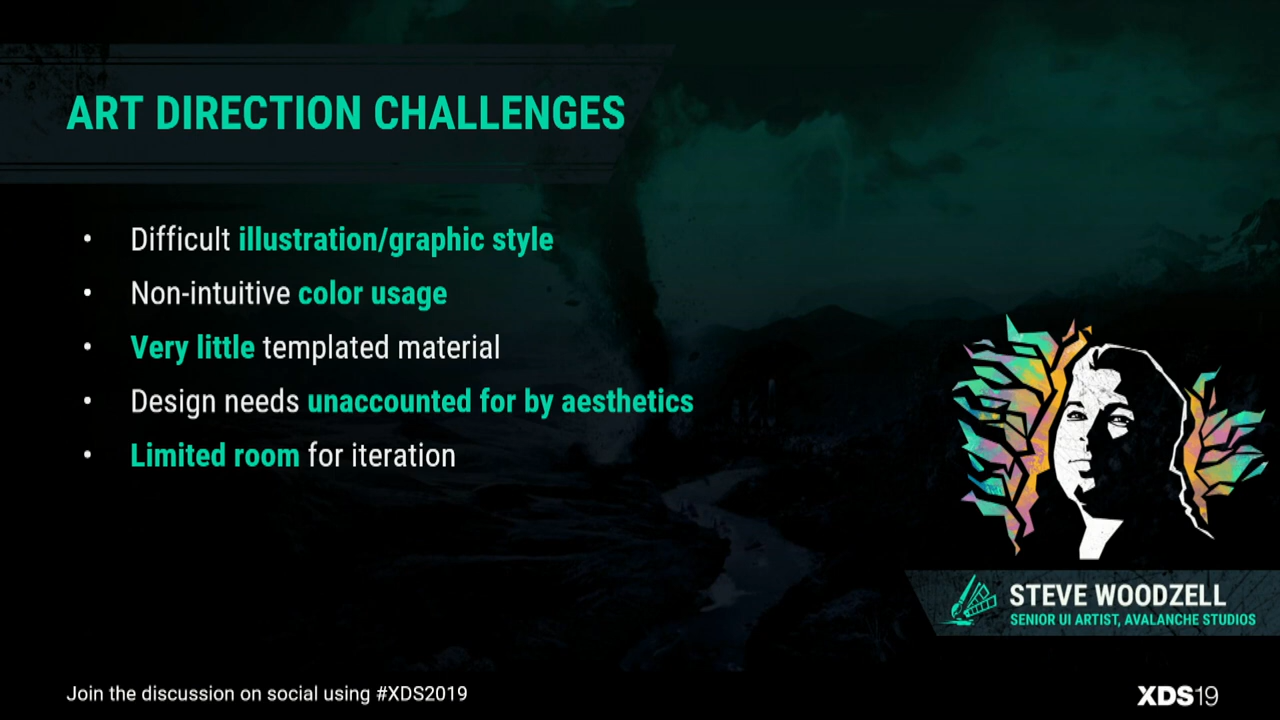 ART DIRECTION CHALLENGES
• Difficult illustration/graphic style
• Non-intuitive color usage
• Very little templated material
• Design needs unaccounted for by aesthetics
• Limited room for iteration
STEVE WOODZELL
SENIOR UI ARTIST, AVALANCHE STUDIOS
Join the discussion on social using #XDS2019
XDS19